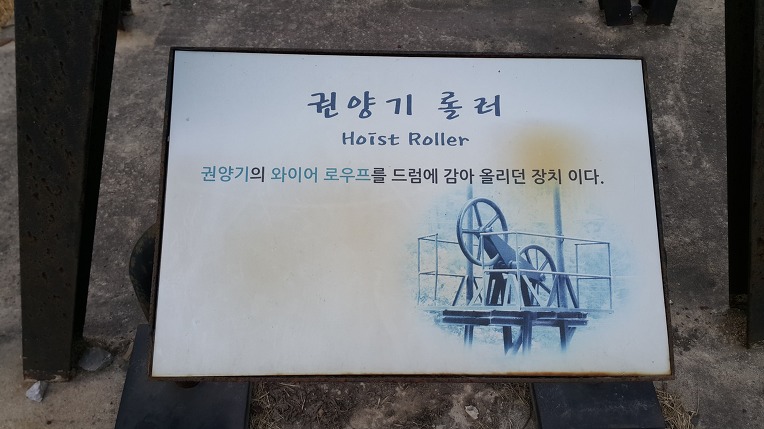 권양기 롤러
Hoist Roller
권양기의 와이어 로우프를 드럼에 감아 올리던 장치 이다.